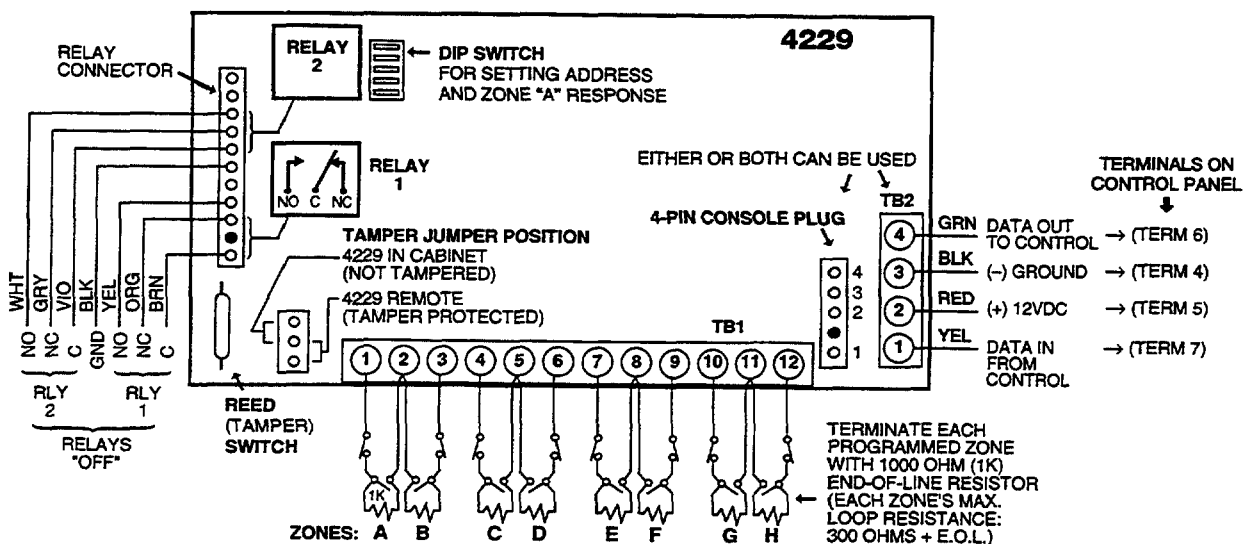 4229
RELAY
CONNECTOR
RELAY
2
DIP SWITCH
FOR SETTING ADDRESS
AND ZONE "A" RESPONSE
RELAY
1
NO C NC
EITHER OR BOTH CAN BE USED
TERMINALS ON
CONTROL PANEL
4-PIN CONSOLE PLUG
TB2
4
3
2
1
4
3
2
1
GRN DATA OUT
TO CONTROL → (TERM 6)
BLK (–) GROUND → (TERM 4)
RED (+) 12VDC → (TERM 5)
YEL DATA IN
FROM
CONTROL → (TERM 7)
TAMPER JUMPER POSITION
4229 IN CABINET
(NOT TAMPERED)
4229 REMOTE
(TAMPER PROTECTED)
WHT GRY VIO BLK YEL ORG BRN
NO NC C GND NO NC C
RLY
2
RLY
1
RELAYS
"OFF"
REED
(TAMPER)
SWITCH
TB1
1 2 3 4 5 6 7 8 9 10 11 12
1K
ZONES: A B C D E F G H
TERMINATE EACH
PROGRAMMED ZONE
WITH 1000 OHM (1K)
END-OF-LINE RESISTOR
(EACH ZONE'S MAX.
LOOP RESISTANCE:
300 OHMS + E.O.L.)